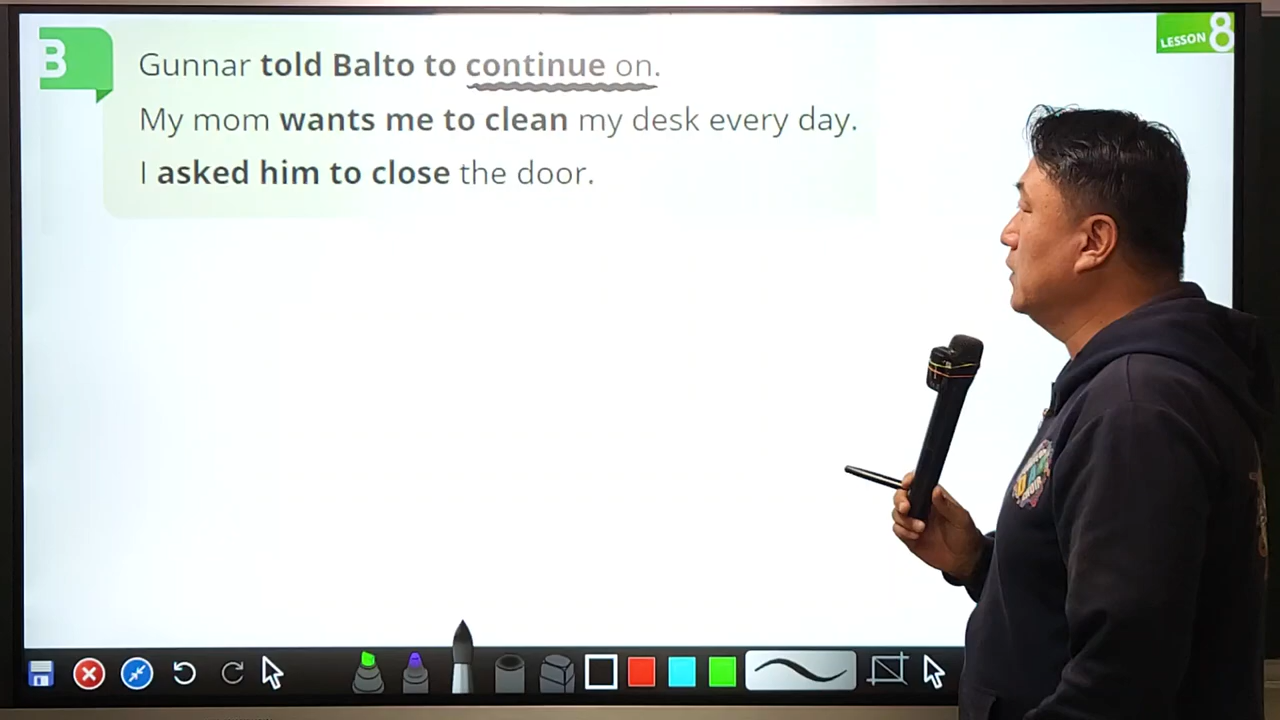 B
LESSON 8
Gunnar told Balto to continue on.
My mom wants me to clean my desk every day.
I asked him to close the door.